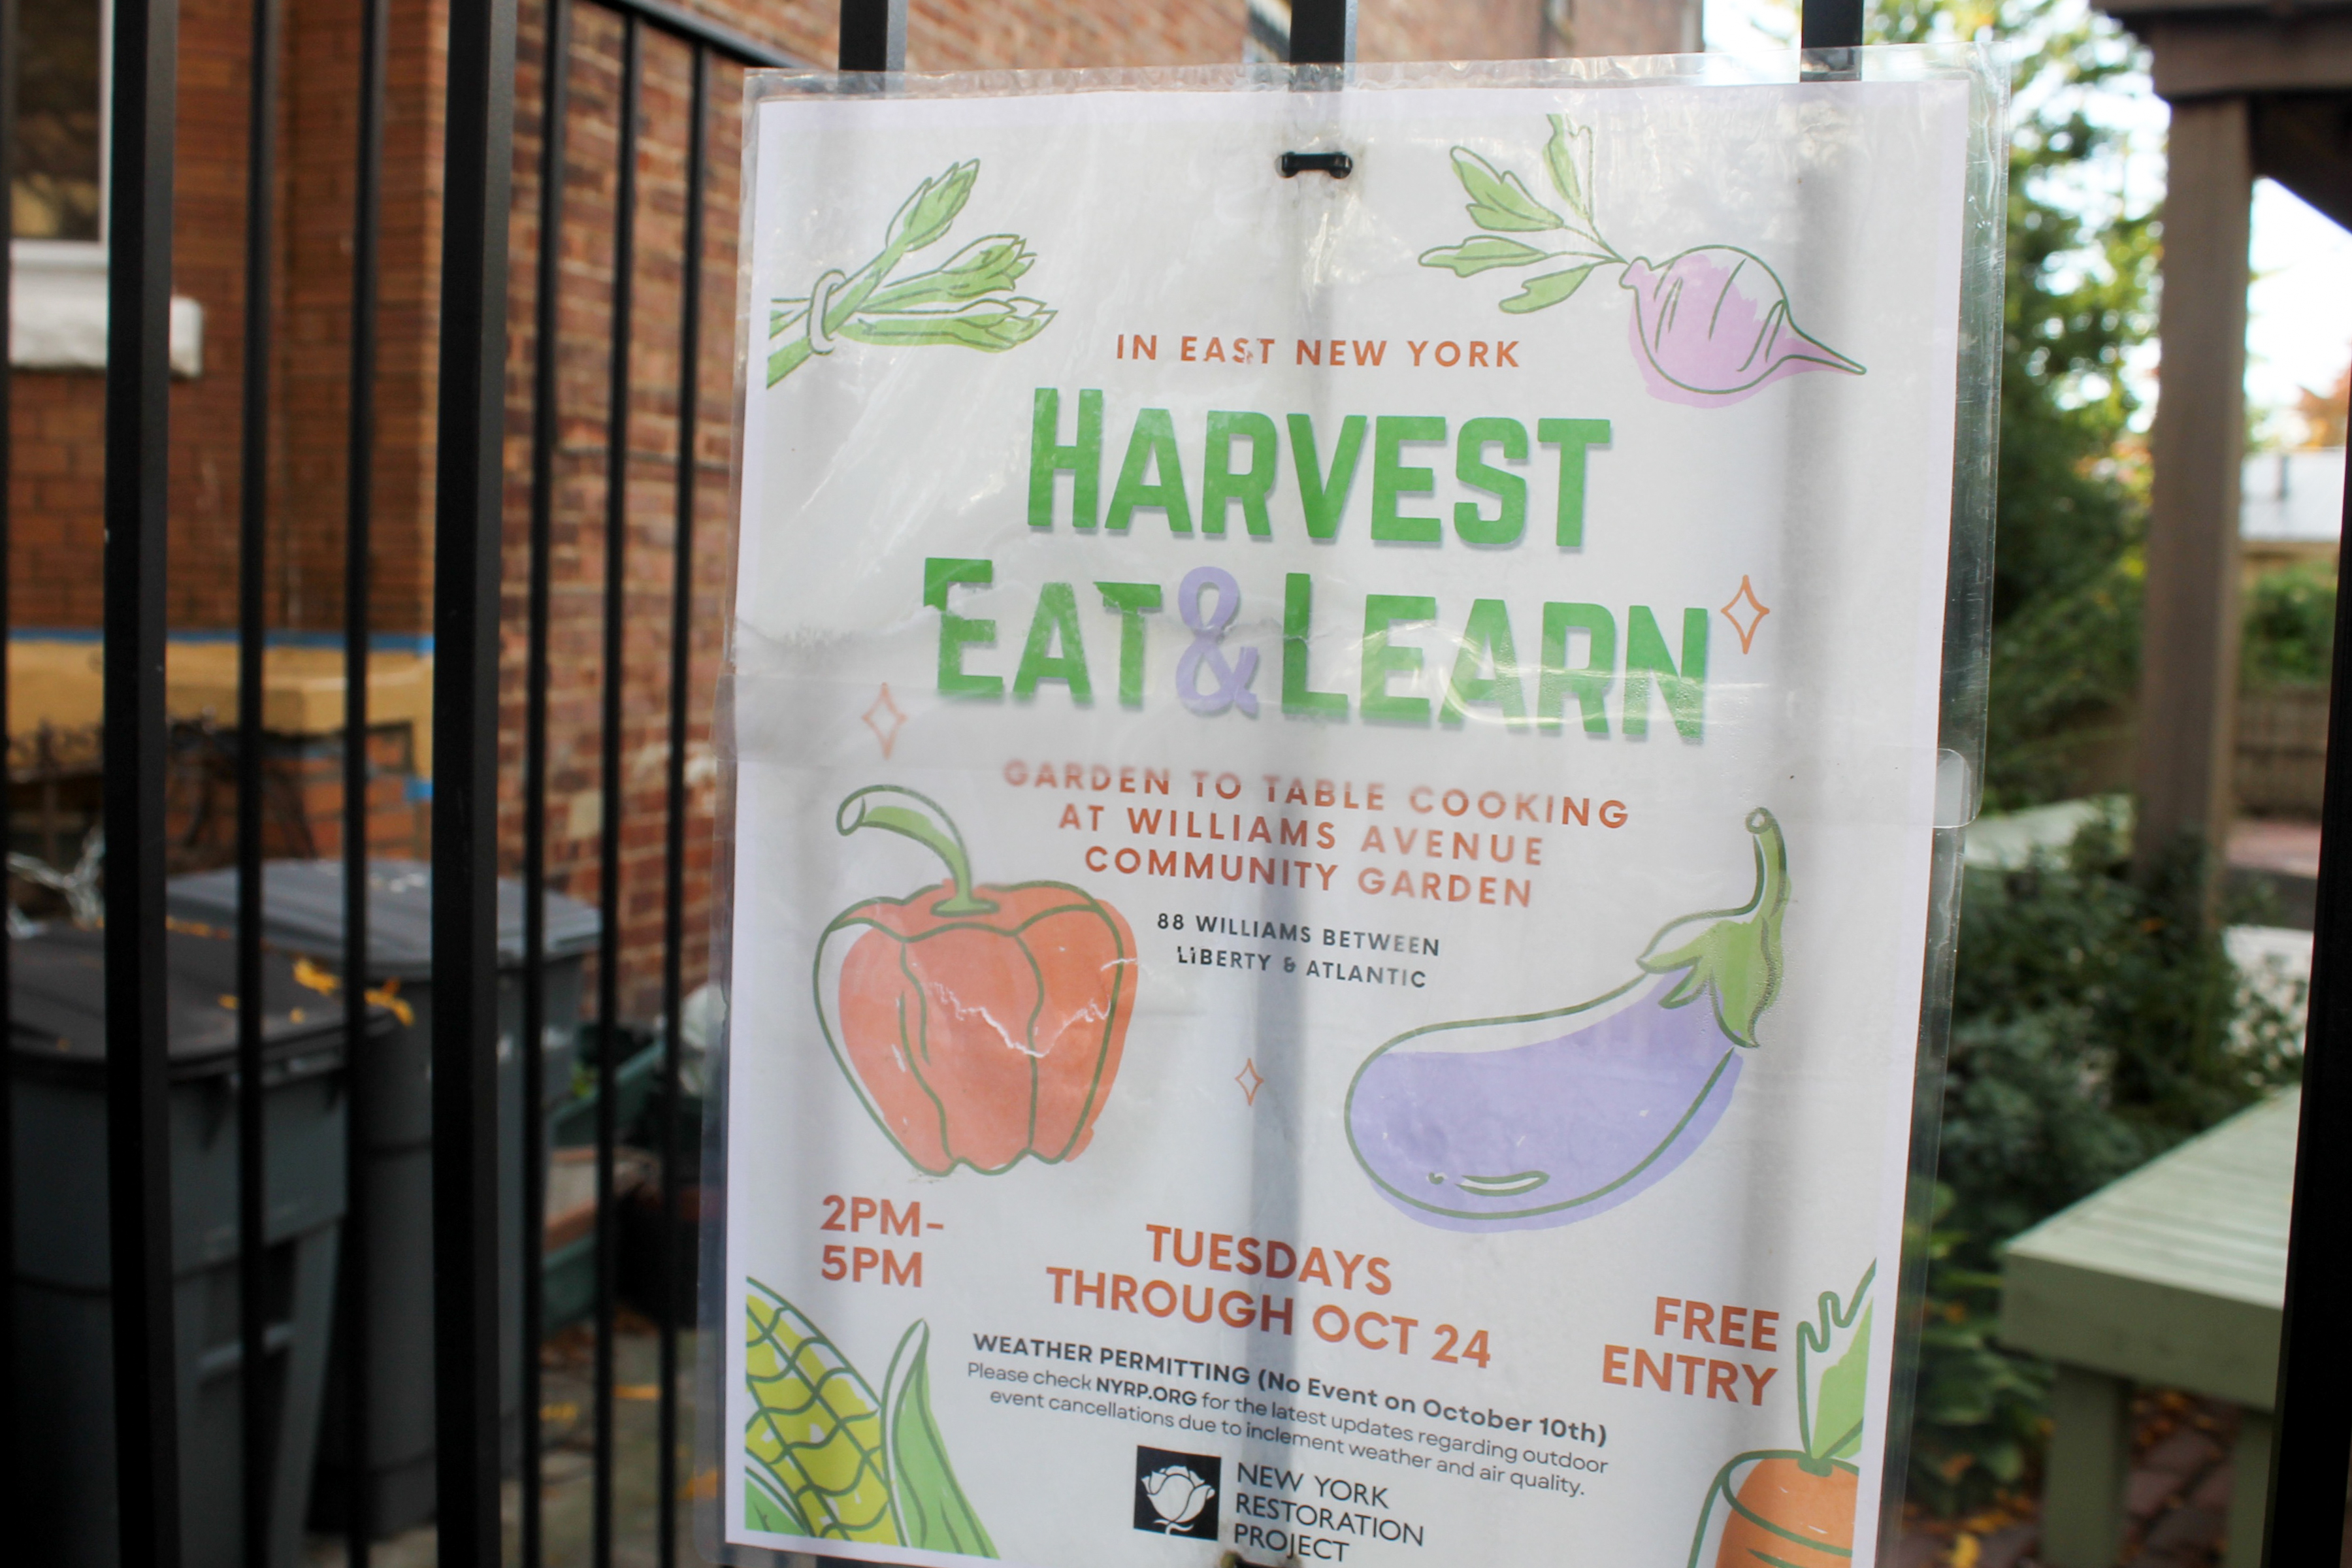 IN EAST NEW YORK
HARVEST
EAT & LEARN
GARDEN TO TABLE COOKING
AT WILLIAMS AVENUE
COMMUNITY GARDEN
88 WILLIAMS BETWEEN
LIBERTY & ATLANTIC
2PM-
5PM
TUESDAYS
THROUGH OCT 24
FREE
ENTRY
WEATHER PERMITTING (No Event on October 10th)
Please check NYRP.ORG for the latest updates regarding outdoor
event cancellations due to inclement weather and air quality.
NEW YORK
RESTORATION
PROJECT